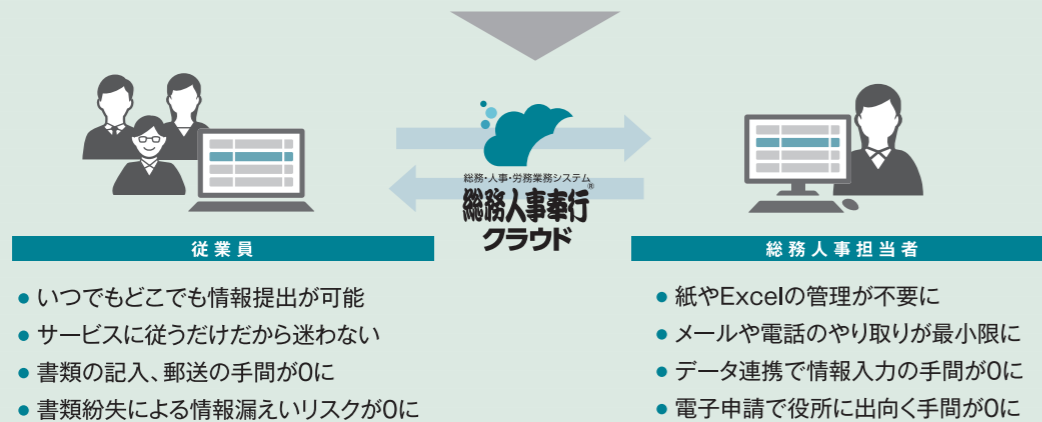 総務・人事・労務業務システム
総務人事奉行®
クラウド
従業員
● いつでもどこでも情報提出が可能
● サービスに従うだけだから迷わない
● 書類の記入、郵送の手間が0に
● 書類紛失による情報漏えいリスクが0に
総務人事担当者
● 紙やExcelの管理が不要に
● メールや電話のやり取りが最小限に
● データ連携で情報入力の手間が0に
● 電子申請で役所に出向く手間が0に